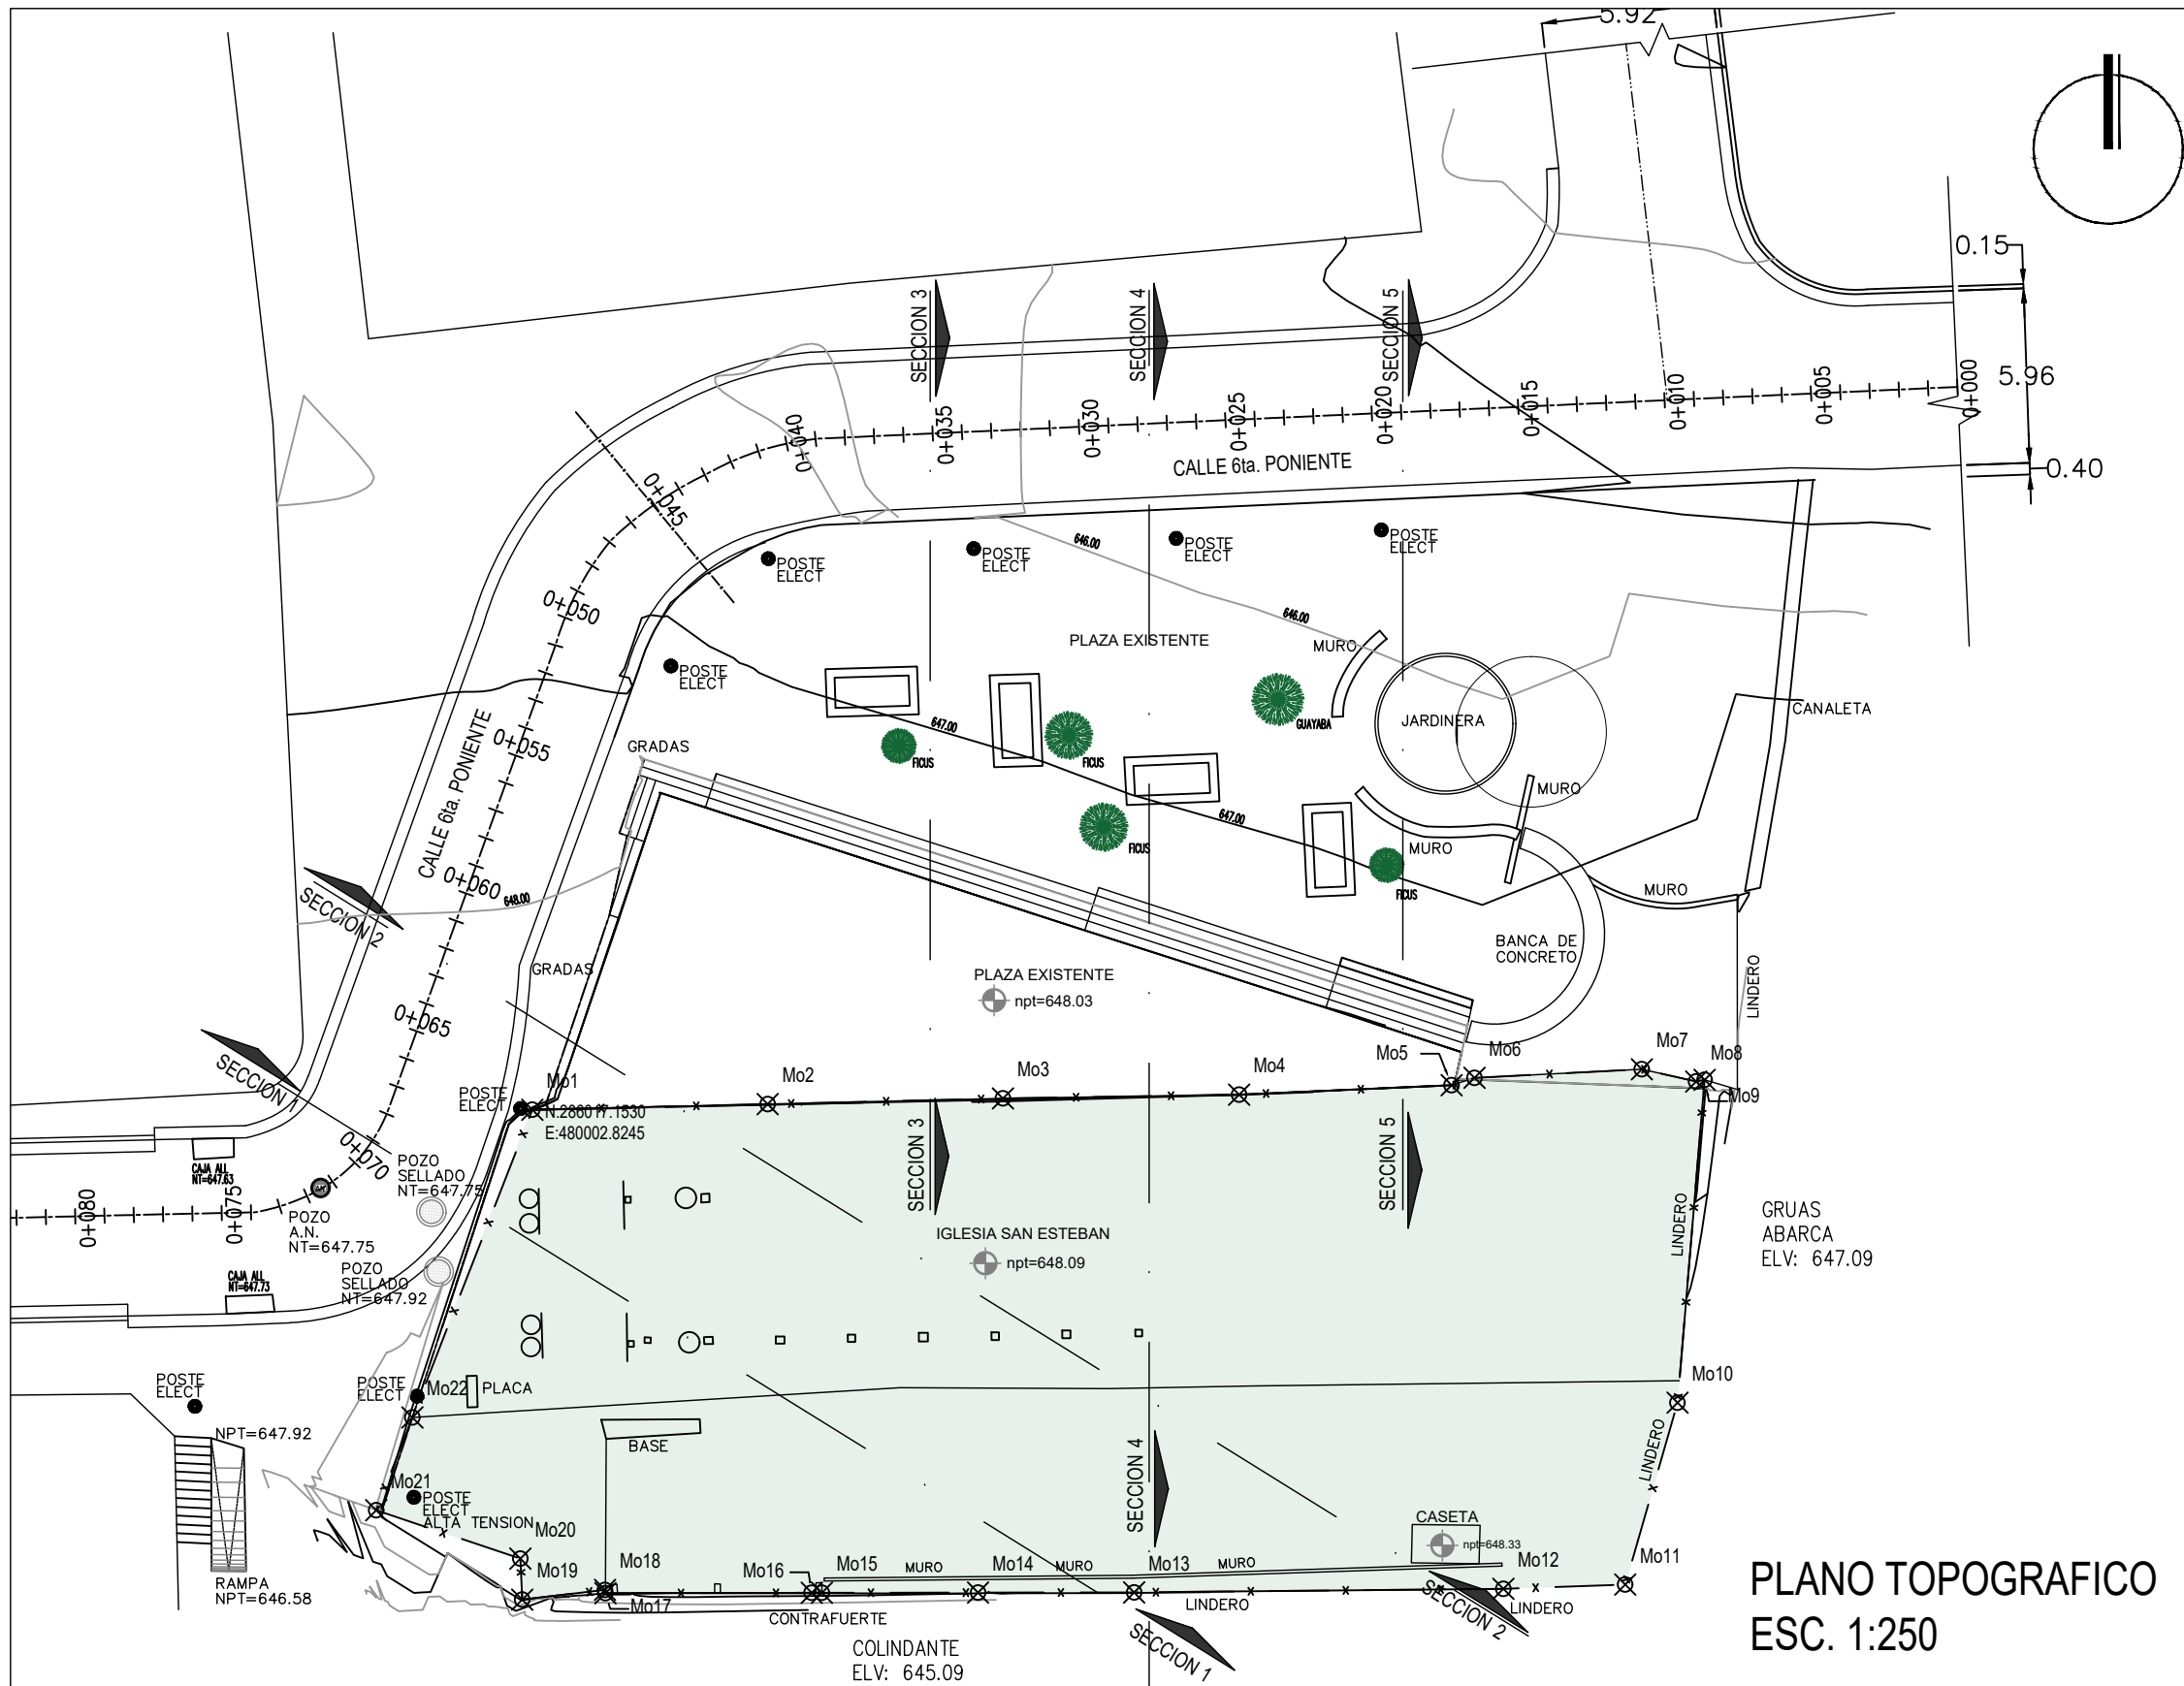 5.92
0.15
5.96
0.40
SECCION 3
SECCION 4
SECCION 5
0+000
0+005
0+010
0+015
0+020
0+025
0+030
0+035
0+040
0+045
0+050
0+055
0+060
0+065
0+070
0+075
0+080
CALLE 6ta. PONIENTE
CALLE 6ta. PONIENTE
POSTE
ELECT
POSTE
ELECT
POSTE
ELECT
POSTE
ELECT
POSTE
ELECT
646.00
646.00
PLAZA EXISTENTE
MURO
GUAYABA
JARDINERA
CANALETA
647.00
647.00
FICUS
FICUS
FICUS
FICUS
MURO
MURO
MURO
GRADAS
GRADAS
648.00
SECCION 2
SECCION 1
BANCA DE
CONCRETO
LINDERO
PLAZA EXISTENTE
npt=648.03
POSTE
ELECT
Mo1
N:286017.1530
E:480002.8245
Mo2
Mo3
Mo4
Mo5
Mo6
Mo7
Mo8
Mo9
SECCION 3
SECCION 5
CAJA ALL
NT=647.63
POZO
SELLADO
NT=647.75
POZO
A.N.
NT=647.75
POZO
SELLADO
NT=647.92
CAJA ALL
NT=647.73
IGLESIA SAN ESTEBAN
npt=648.09
LINDERO
GRUAS
ABARCA
ELV: 647.09
POSTE
ELECT
POSTE
ELECT
Mo22
PLACA
BASE
Mo10
LINDERO
NPT=647.92
RAMPA
NPT=646.58
Mo21
POSTE
ELECT
ALTA TENSION
Mo20
Mo19
Mo18
Mo17
Mo16
Mo15
MURO
Mo14
MURO
Mo13
MURO
SECCION 4
CASETA
npt=648.33
Mo12
Mo11
LINDERO
LINDERO
CONTRAFUERTE
COLINDANTE
ELV: 645.09
SECCION 1
SECCION 2
PLANO TOPOGRAFICO
ESC. 1:250